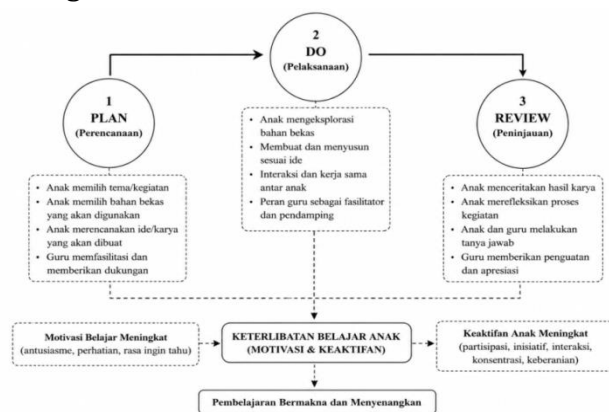 2
DO
(Pelaksanaan)
1
PLAN
(Perencanaan)
3
REVIEW
(Peninjauan)
• Anak mengeksplorasi
bahan bekas
• Membuat dan menyusun
sesuai ide
• Interaksi dan kerja sama
antar anak
• Peran guru sebagai fasilitator
dan pendamping
• Anak memilih tema/kegiatan
• Anak memilih bahan bekas
yang akan digunakan
• Anak merencanakan ide/karya
yang akan dibuat
• Guru memfasilitasi dan
memberikan dukungan
• Anak menceritakan hasil karya
• Anak merefleksikan proses
kegiatan
• Anak dan guru melakukan
tanya jawab
• Guru memberikan penguatan
dan apresiasi
Motivasi Belajar Meningkat
(antusiasme, perhatian, rasa ingin tahu)
KETERLIBATAN BELAJAR ANAK
(MOTIVASI & KEAKTIFAN)
Keaktifan Anak Meningkat
(partisipasi, inisiatif, interaksi,
konsentrasi, keberanian)
Pembelajaran Bermakna dan Menyenangkan